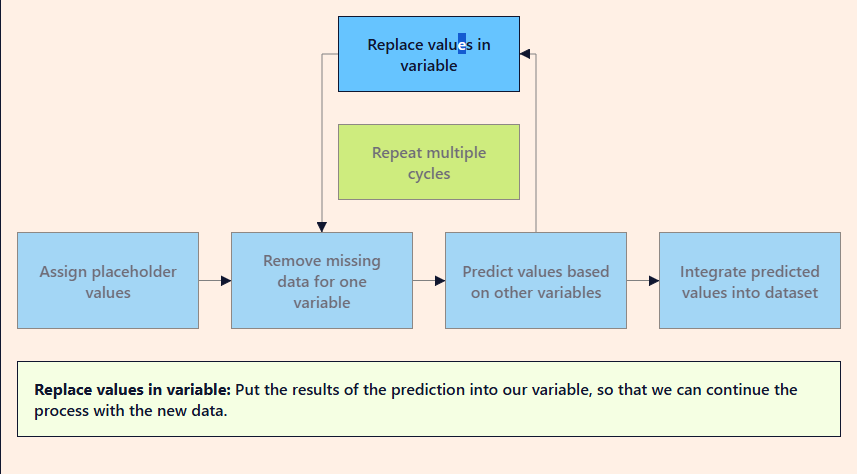 Replace values in
variable
Repeat multiple
cycles
Assign placeholder
values
Remove missing
data for one
variable
Predict values based
on other variables
Integrate predicted
values into dataset
Replace values in variable: Put the results of the prediction into our variable, so that we can continue the
process with the new data.